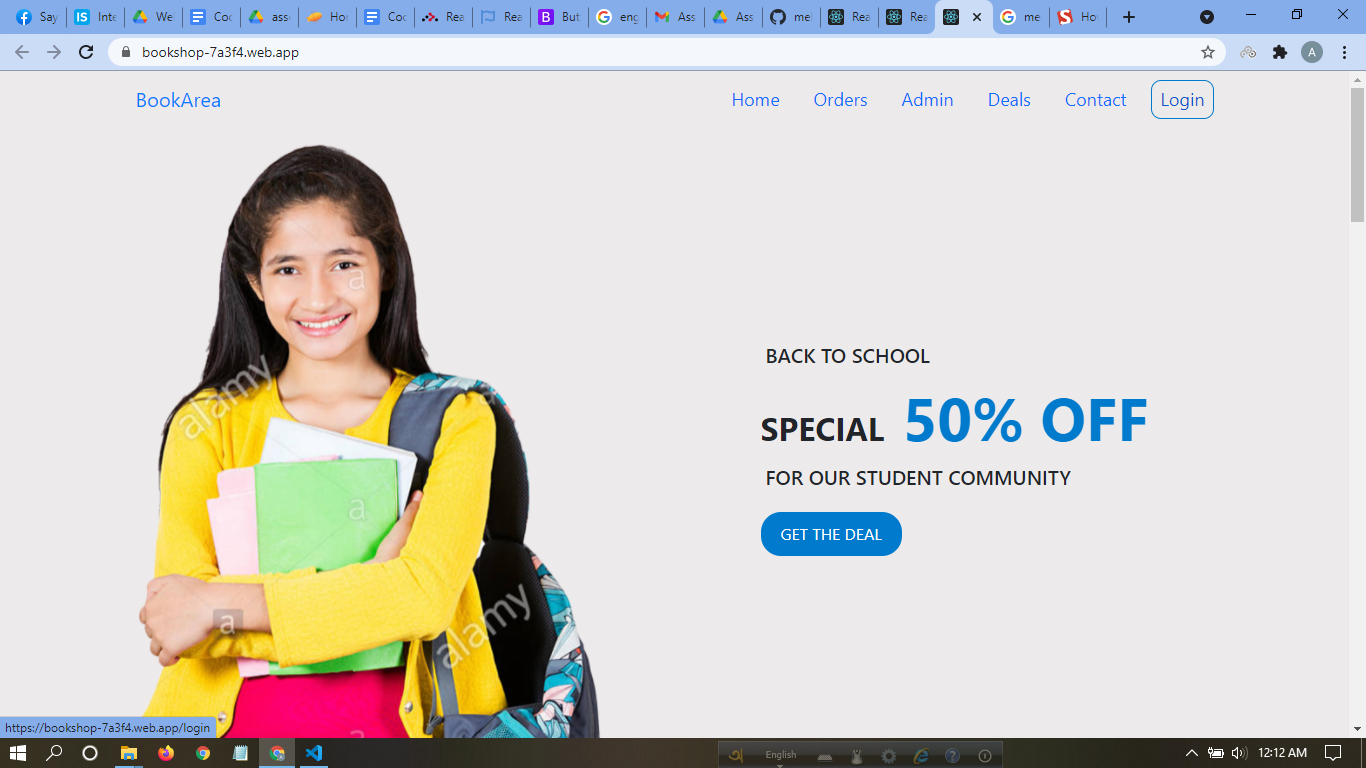 Say
Inte
We
Coc
ass
Ho
Coc
Rea
Rea
But
eng
Ass
Ass
me
Rea
Rea
me
Ho
bookshop-7a3f4.web.app
A
BookArea
Home
Orders
Admin
Deals
Contact
Login
BACK TO SCHOOL
SPECIAL 50% OFF
FOR OUR STUDENT COMMUNITY
GET THE DEAL
a
alamy
a
a
alamy
a
https://bookshop-7a3f4.web.app/login
অ
English
12:12 AM